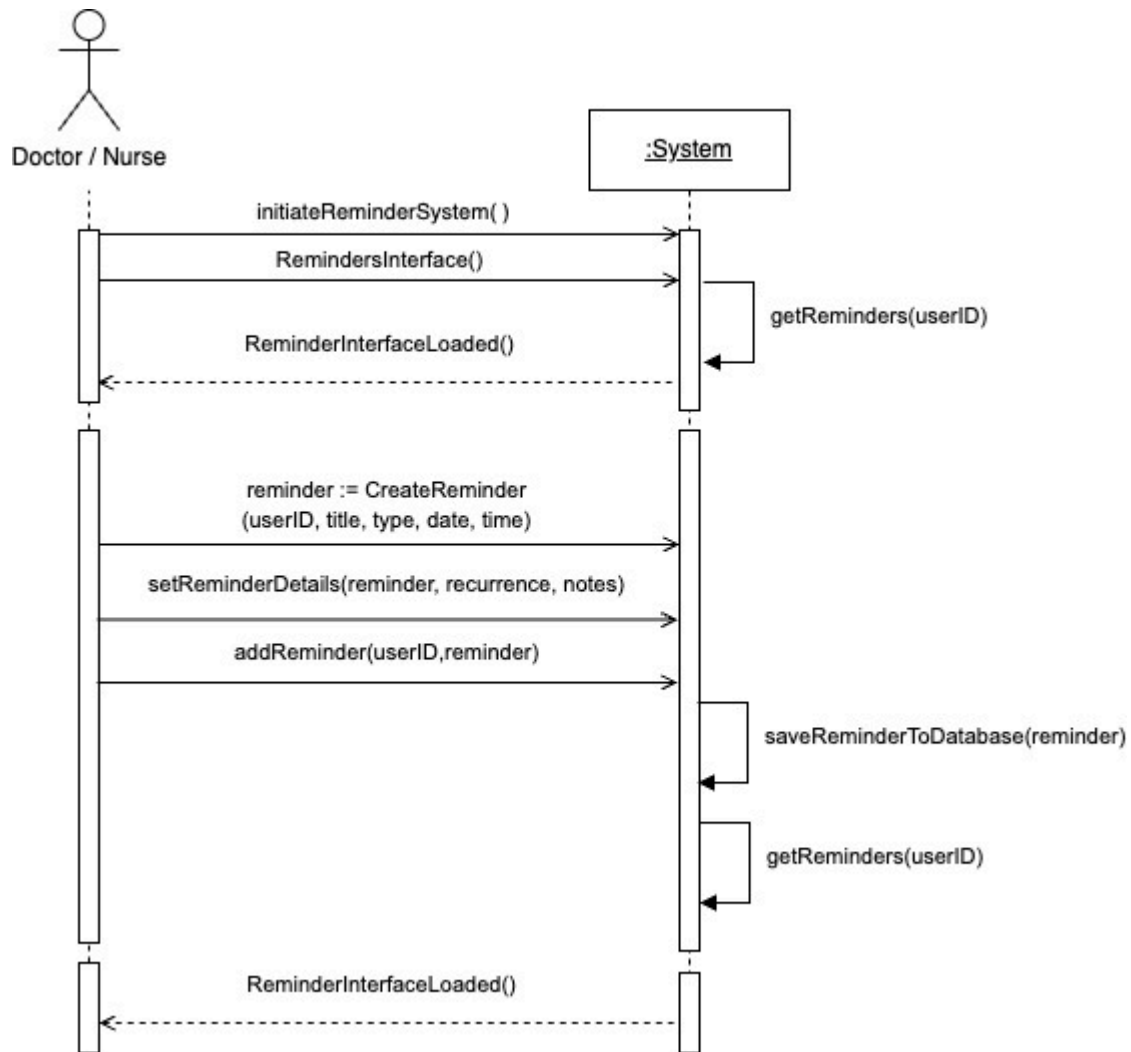 Doctor / Nurse
:System
initiateReminderSystem( )
RemindersInterface()
getReminders(userID)
ReminderInterfaceLoaded()
reminder := CreateReminder
(userID, title, type, date, time)
setReminderDetails(reminder, recurrence, notes)
addReminder(userID,reminder)
saveReminderToDatabase(reminder)
getReminders(userID)
ReminderInterfaceLoaded()